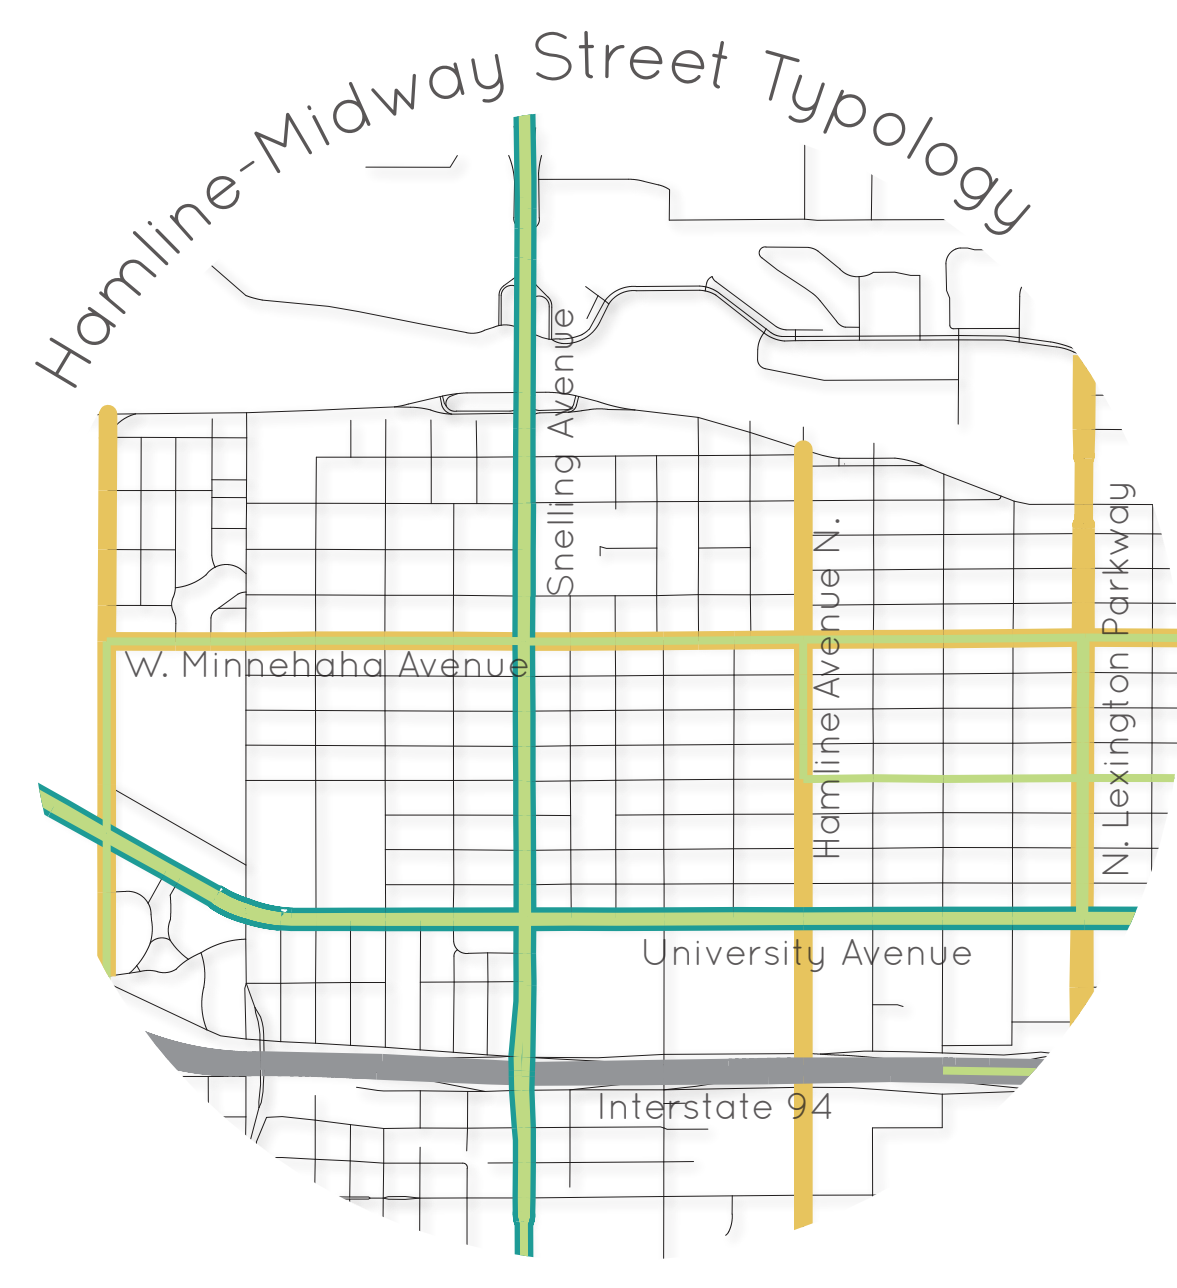 Hamline-Midway Street Typology
Snelling Avenue
N. Lexington Parkway
Hamline Avenue N.
W. Minnehaha Avenue
University Avenue
Interstate 94